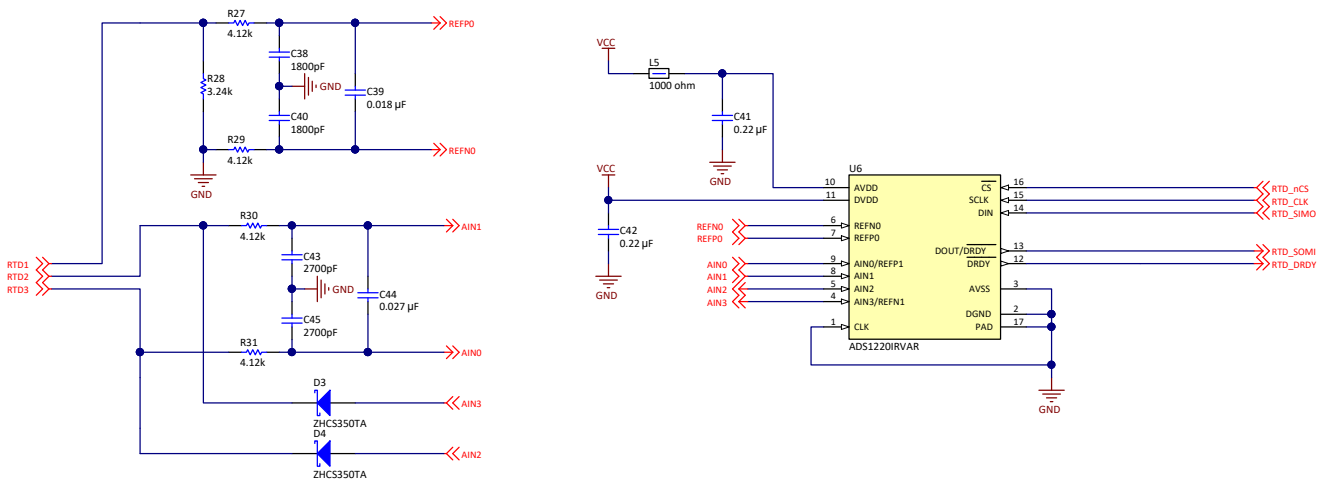 R27
4.12k
REFP0
C38
1800pF
R28
3.24k
GND
C39
0.018 µF
C40
1800pF
R29
4.12k
REFN0
GND
R30
4.12k
AIN1
RTD1
RTD2
RTD3
C43
2700pF
GND
C44
0.027 µF
C45
2700pF
R31
4.12k
AIN0
D3
ZHCS350TA
AIN3
D4
ZHCS350TA
AIN2
VCC
L5
1000 ohm
C41
0.22 µF
GND
VCC
C42
0.22 µF
GND
U6
10 AVDD
11 DVDD
REFN0 6 REFN0
REFP0 7 REFP0
AIN0 9 AIN0/REFP1
AIN1 8 AIN1
AIN2 5 AIN2
AIN3 4 AIN3/REFN1
1 CLK
CS 16 RTD_nCS
SCLK 15 RTD_CLK
DIN 14 RTD_SIMO
DOUT/DRDY 13 RTD_SOMI
DRDY 12 RTD_DRDY
AVSS 3
DGND 2
PAD 17
ADS1220IRVAR
GND